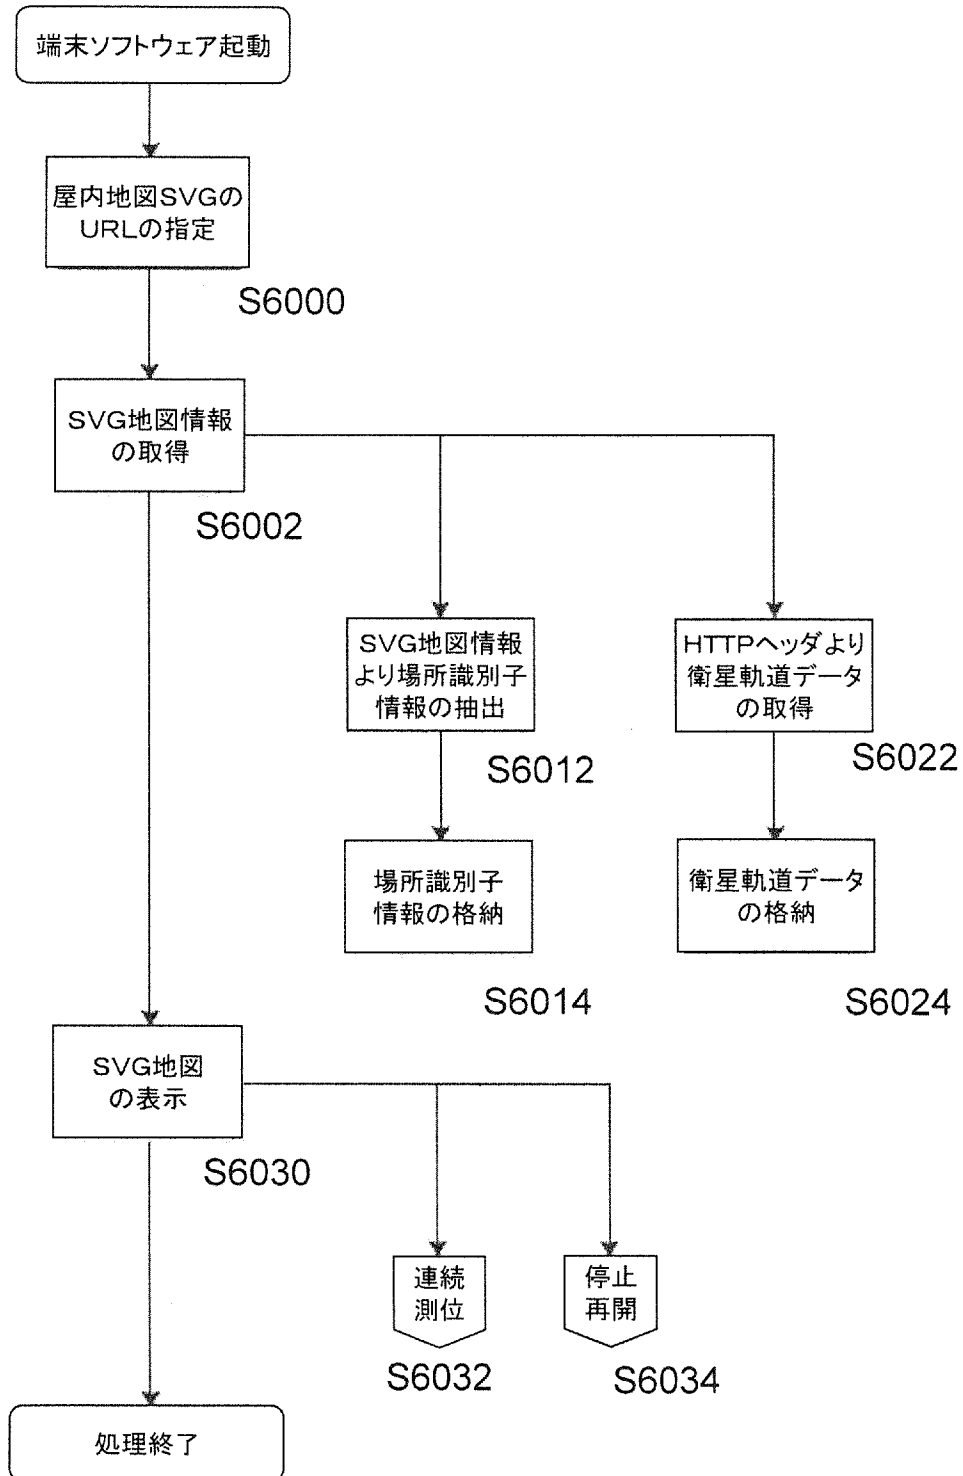 端末ソフトウェア起動
屋内地図SVGの
URLの指定
S6000
SVG地図情報
の取得
S6002
SVG地図情報
より場所識別子
情報の抽出
S6012
HTTPヘッダより
衛星軌道データ
の取得
S6022
場所識別子
情報の格納
S6014
衛星軌道データ
の格納
S6024
SVG地図
の表示
S6030
連続
測位
S6032
停止
再開
S6034
処理終了